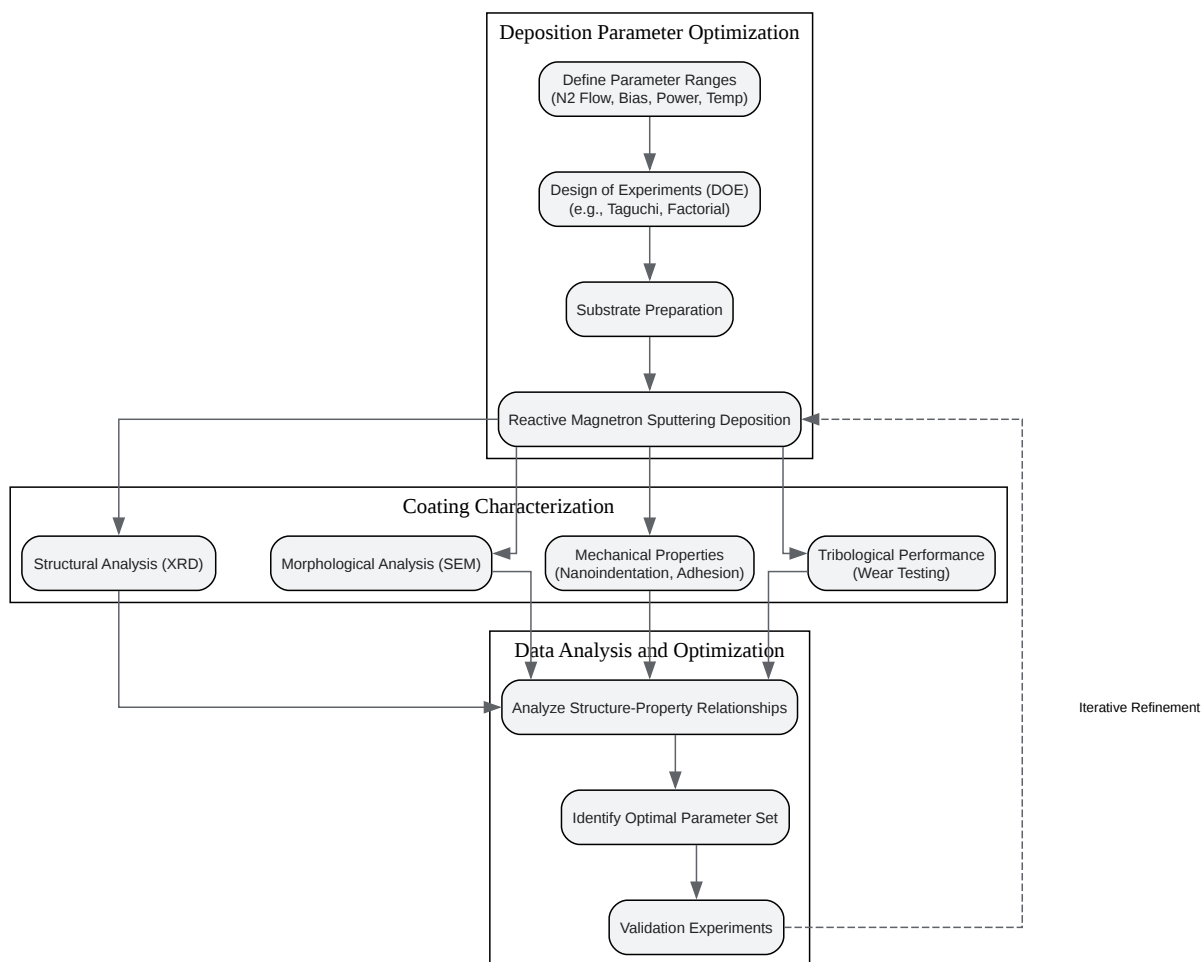 Deposition Parameter Optimization
Define Parameter Ranges
(N2 Flow, Bias, Power, Temp)
Design of Experiments (DOE)
(e.g., Taguchi, Factorial)
Substrate Preparation
Reactive Magnetron Sputtering Deposition
Coating Characterization
Structural Analysis (XRD)
Morphological Analysis (SEM)
Mechanical Properties
(Nanoindentation, Adhesion)
Tribological Performance
(Wear Testing)
Data Analysis and Optimization
Analyze Structure-Property Relationships
Iterative Refinement
Identify Optimal Parameter Set
Validation Experiments